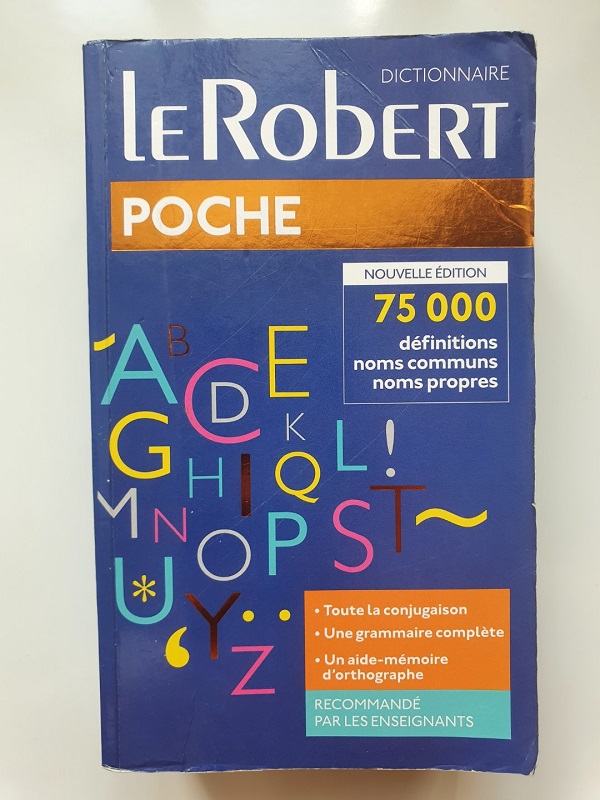 DICTIONNAIRE
LE ROBERT
POCHE
NOUVELLE ÉDITION
75 000
définitions
noms communs
noms propres
~ A B C D E
G H I K Q L !
M N O P S T ~
U * ' Y ¨ Z
• Toute la conjugaison
• Une grammaire complète
• Un aide-mémoire
d'orthographe
RECOMMANDÉ
PAR LES ENSEIGNANTS